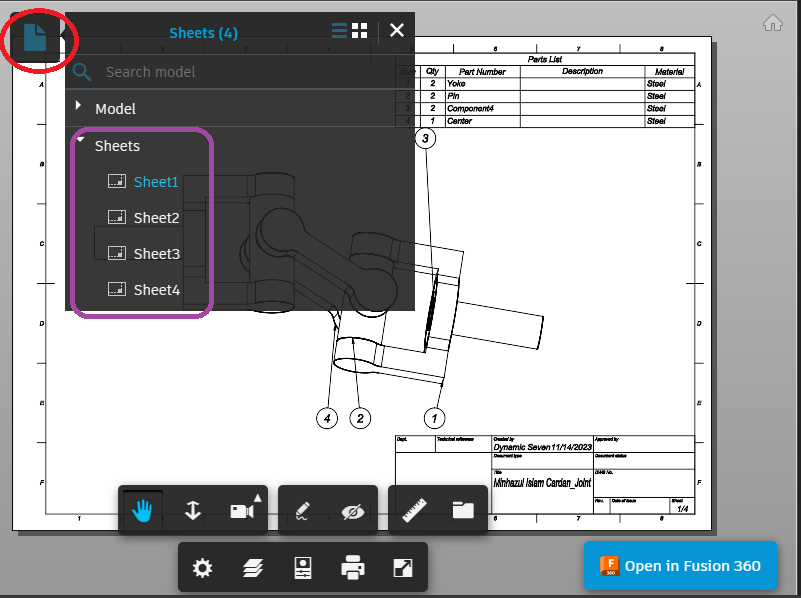 Sheets (4)
Search model
Model
Sheets
Sheet1
Sheet2
Sheet3
Sheet4
6 7 8
Parts List
Qty Part Number Description Material
2 Yoke Steel
2 Pin Steel
3 2 Component4 Steel
4 1 Center Steel
A A
B B
C C
D D
E E
F F
3
4 2 1
Dept. Technical reference Created by Approved by
Dynamic Seven 11/14/2023
Document type Document status
Title DWG No.
Minhazul Islam Cardan_Joint
Rev. Date of issue Sheet
1/4
1 6 7 8
F
360
Open in Fusion 360